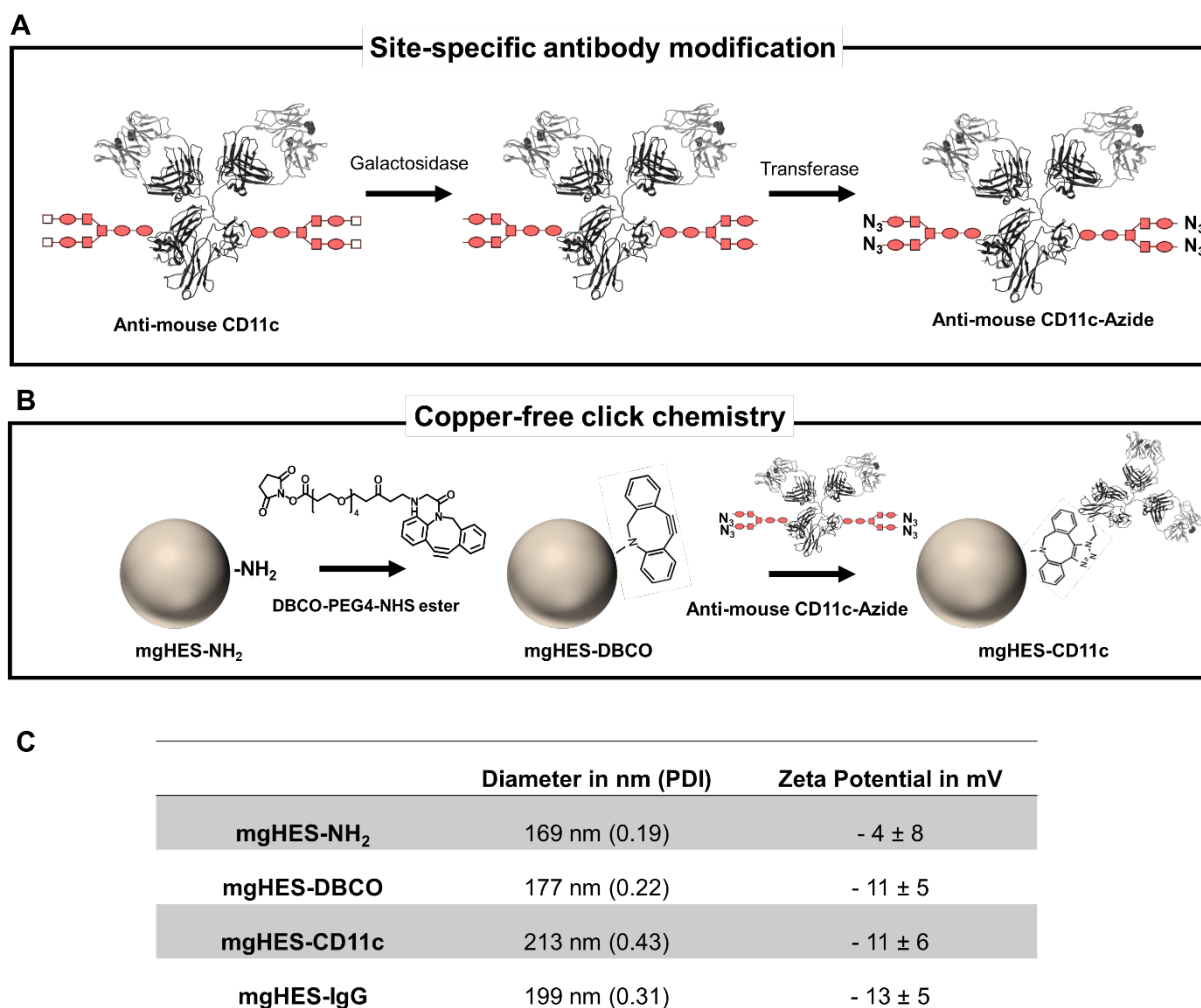 A
Site-specific antibody modification
Galactosidase
Transferase
N₃ N₃
N₃ N₃
Anti-mouse CD11c
Anti-mouse CD11c-Azide
B
Copper-free click chemistry
O
N
O
O
O
O
4
O
N
H
O
N
-NH₂
DBCO-PEG4-NHS ester
N
N₃ N₃
N₃ N₃
Anti-mouse CD11c-Azide
N
N
N
N
mgHES-NH₂
mgHES-DBCO
mgHES-CD11c
C
Diameter in nm (PDI) Zeta Potential in mV
mgHES-NH₂ 169 nm (0.19) - 4 ± 8
mgHES-DBCO 177 nm (0.22) - 11 ± 5
mgHES-CD11c 213 nm (0.43) - 11 ± 6
mgHES-IgG 199 nm (0.31) - 13 ± 5